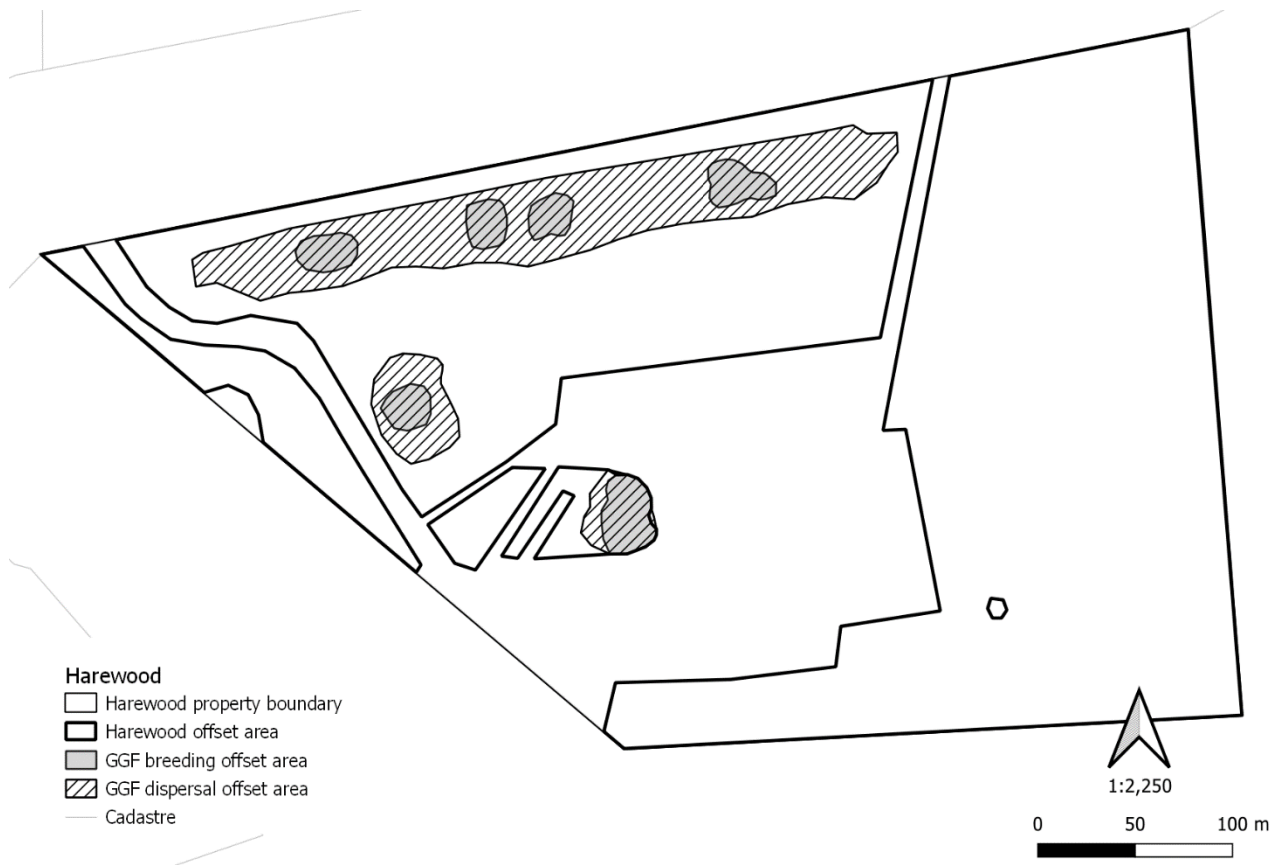 Harewood
Harewood property boundary
Harewood offset area
GGF breeding offset area
GGF dispersal offset area
Cadastre
1:2,250
0 50 100 m